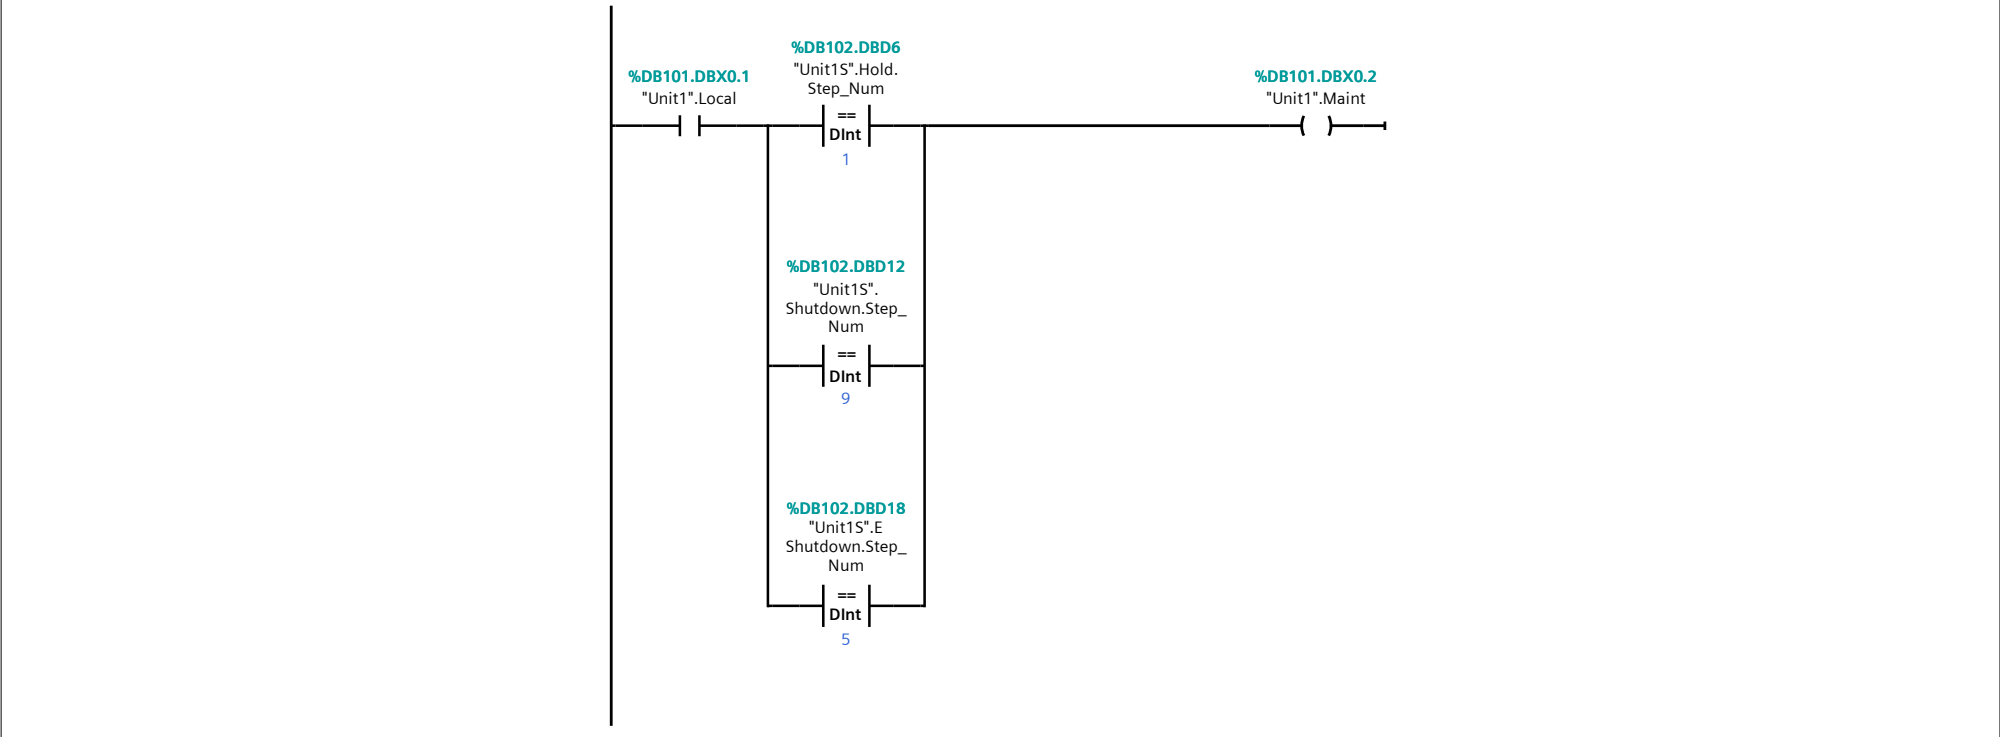 %DB102.DBD6
"Unit1S".Hold.
Step_Num
%DB101.DBX0.1
"Unit1".Local
%DB101.DBX0.2
"Unit1".Maint
==
DInt
1
%DB102.DBD12
"Unit1S".
Shutdown.Step_
Num
==
DInt
9
%DB102.DBD18
"Unit1S".E
Shutdown.Step_
Num
==
DInt
5